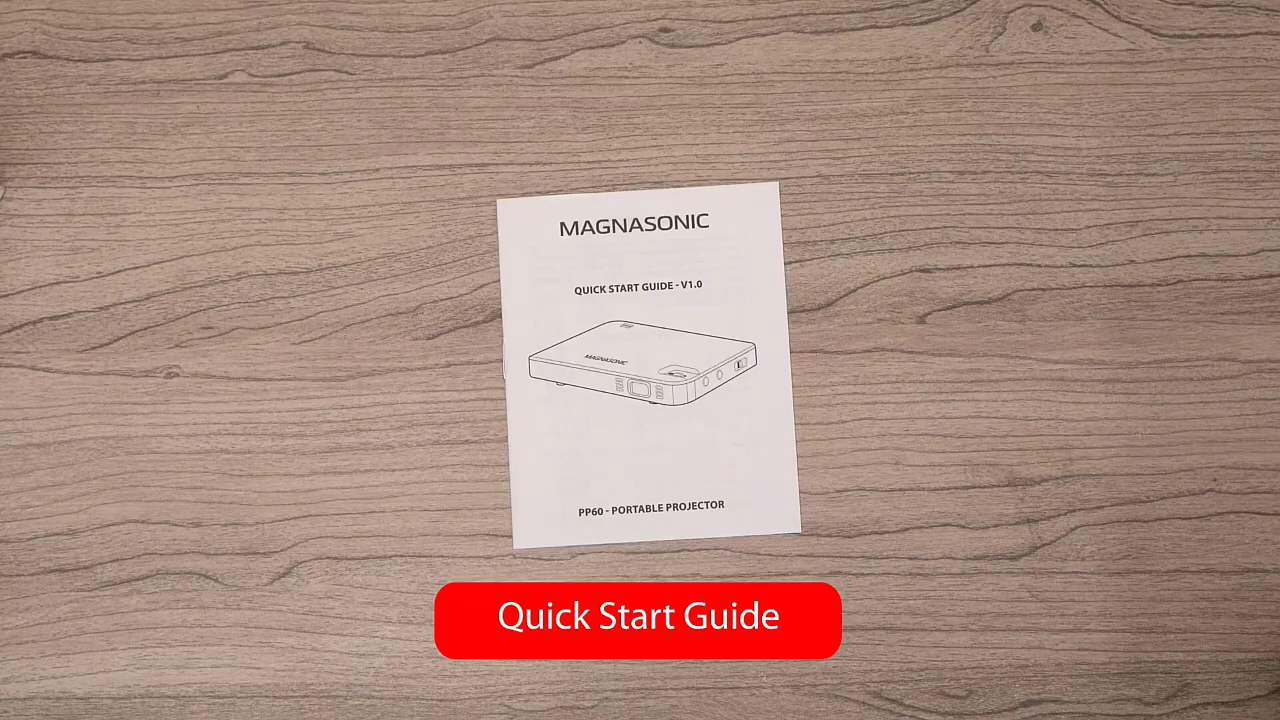 MAGNASONIC
QUICK START GUIDE - V1.0
MAGNASONIC
PP60 - PORTABLE PROJECTOR
Quick Start Guide